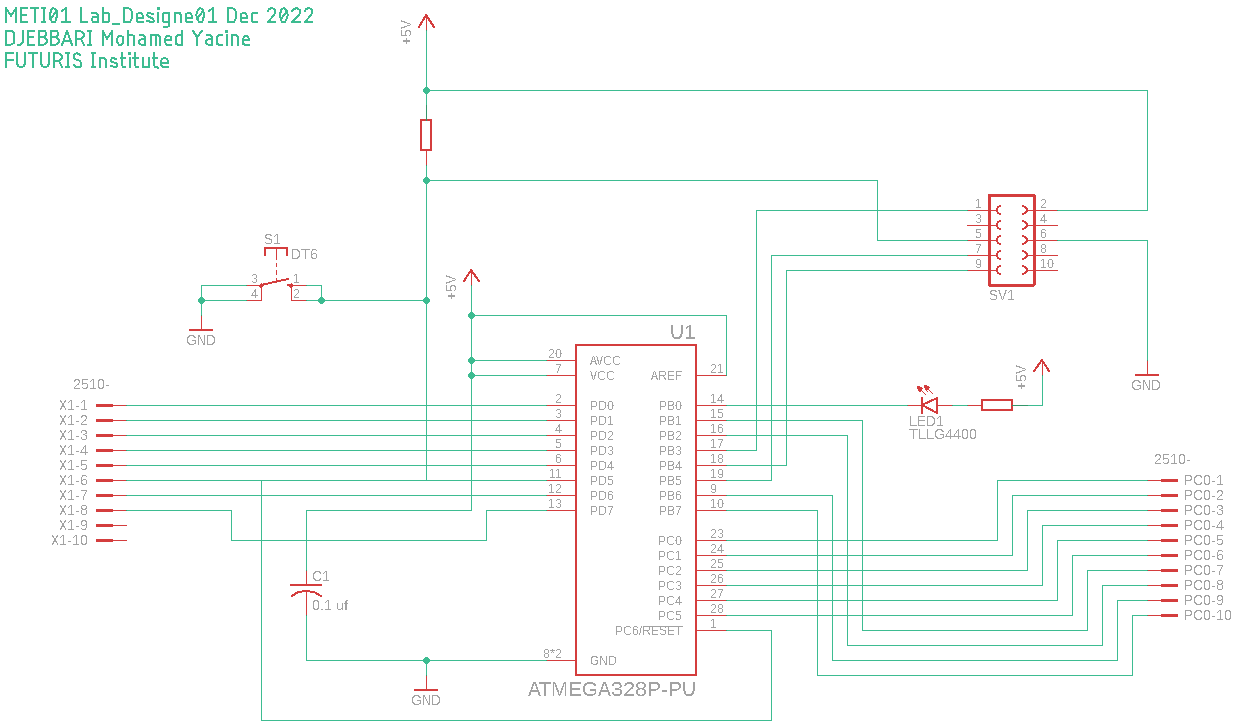 METI01 Lab_Designe01 Dec 2022
DJEBBARI Mohamed Yacine
FUTURIS Institute
+5V
S1
DT6
3
1
4
2
GND
+5V
1
2
3
4
5
6
7
8
9
10
SV1
GND
U1
20
AVCC
7
VCC
AREF
21
2510-
X1-1
2
PD0
PB0
14
X1-2
3
PD1
PB1
15
X1-3
4
PD2
PB2
16
X1-4
5
PD3
PB3
17
X1-5
6
PD4
PB4
18
X1-6
11
PD5
PB5
19
X1-7
12
PD6
PB6
9
X1-8
13
PD7
PB7
10
X1-9
X1-10
PC0
23
PC1
24
PC2
25
PC3
26
PC4
27
PC5
28
PC6/RESET
1
8*2
GND
ATMEGA328P-PU
C1
0.1 uf
GND
LED1
TLLG4400
+5V
2510-
PC0-1
PC0-2
PC0-3
PC0-4
PC0-5
PC0-6
PC0-7
PC0-8
PC0-9
PC0-10